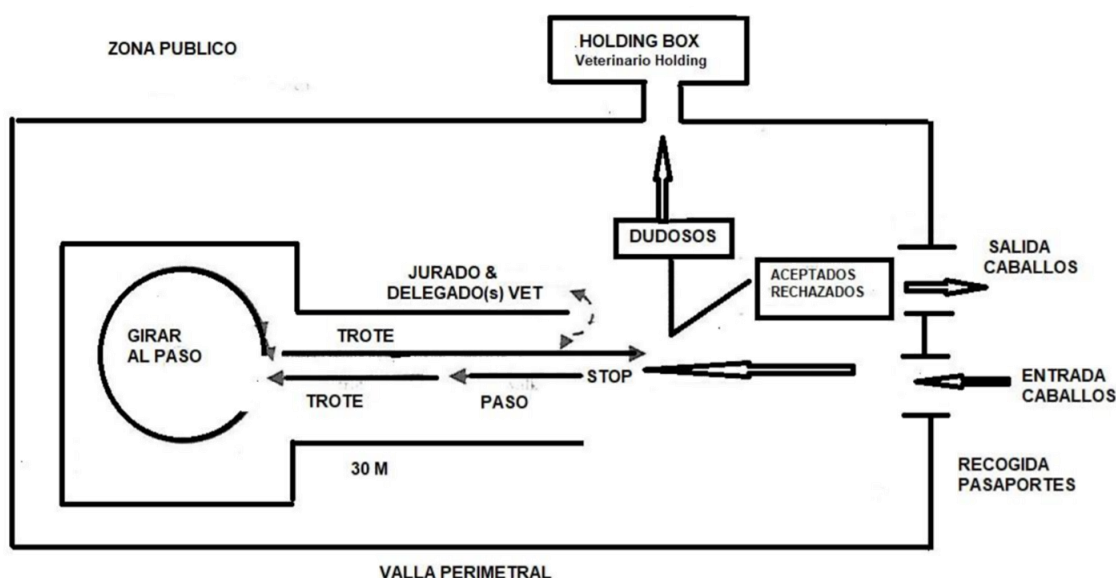 ZONA PUBLICO
HOLDING BOX
Veterinario Holding
DUDOSOS
ACEPTADOS
RECHAZADOS
SALIDA
CABALLOS
JURADO &
DELEGADO(s) VET
GIRAR
AL PASO
TROTE
STOP
TROTE
PASO
ENTRADA
CABALLOS
30 M
RECOGIDA
PASAPORTES
VALLA PERIMETRAL